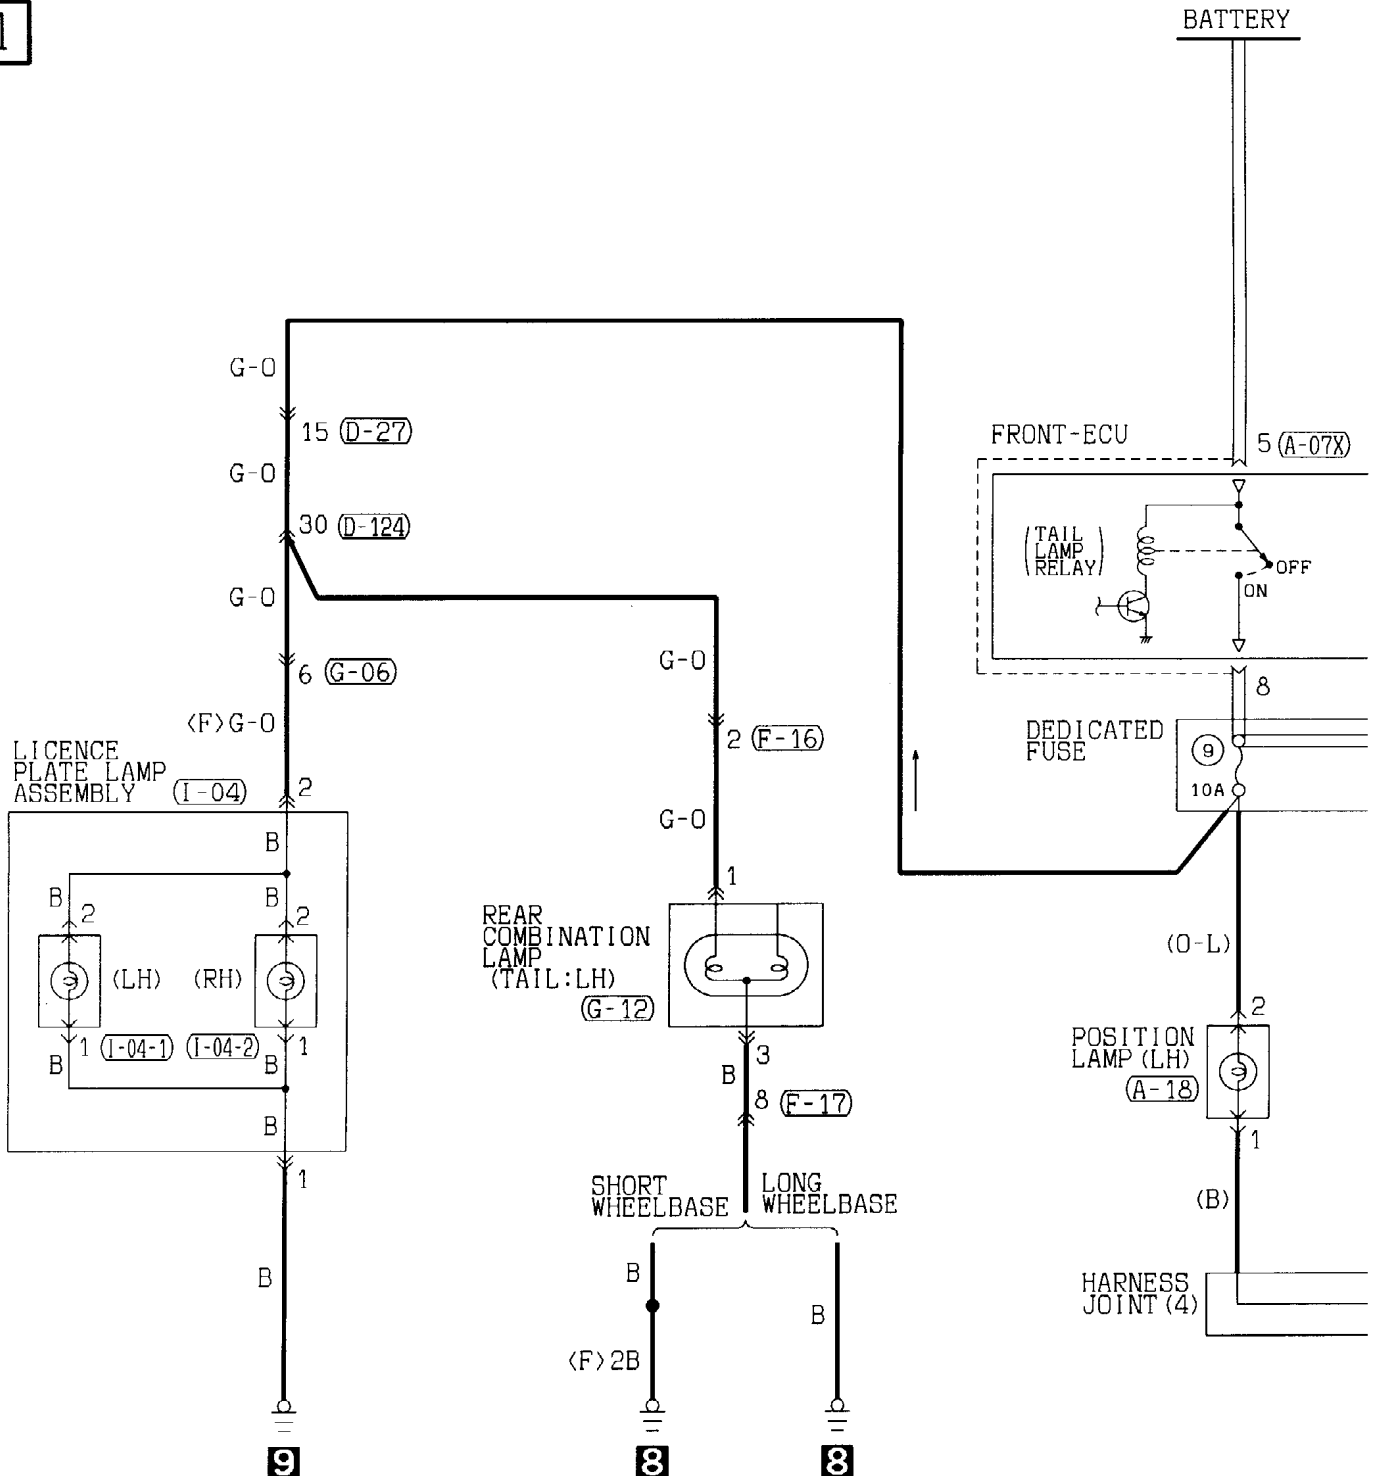 1
BATTERY
G-O
15 (D-27)
G-O
30 (D-124)
G-O
6 (G-06)
<F>G-O
LICENCE
PLATE LAMP
ASSEMBLY
(I-04)
2
B
B
B
2
2
(LH)
(RH)
1 (I-04-1)
(I-04-2)
1
B
B
B
1
B
9
G-O
2 (F-16)
G-O
1
REAR
COMBINATION
LAMP
(TAIL:LH)
(G-12)
3
B
8 (F-17)
SHORT
WHEELBASE
LONG
WHEELBASE
B
B
<F>2B
8
8
FRONT-ECU
5 (A-07X)
(TAIL
LAMP
RELAY)
OFF
ON
8
DEDICATED
FUSE
9
10A
(O-L)
2
POSITION
LAMP(LH)
(A-18)
1
(B)
HARNESS
JOINT(4)